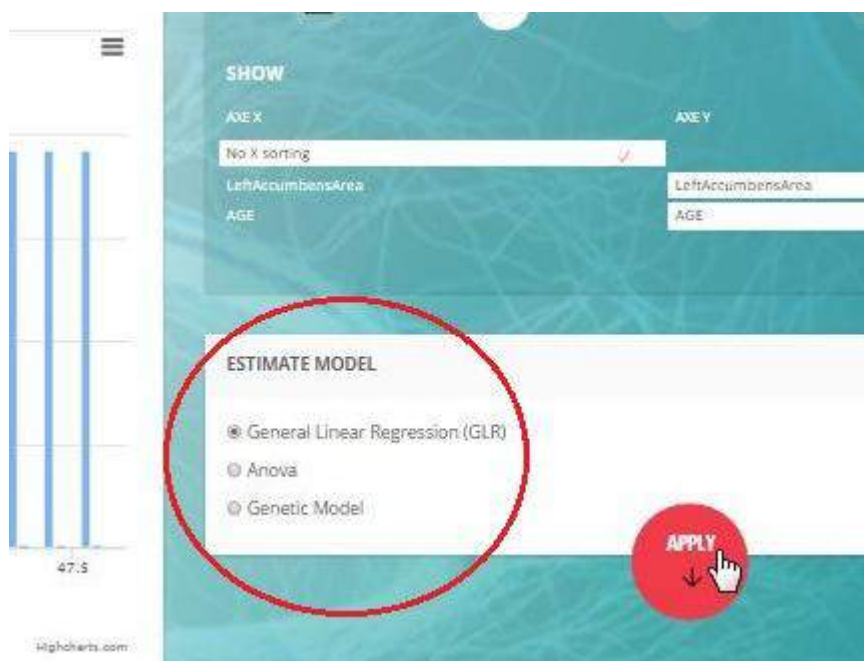 SHOW
AXE X
AXE Y
No X sorting
LeftAccumbensArea
LeftAccumbensArea
AGE
AGE
ESTIMATE MODEL
General Linear Regression (GLR)
Anova
Genetic Model
APPLY
47.5
Highcharts.com